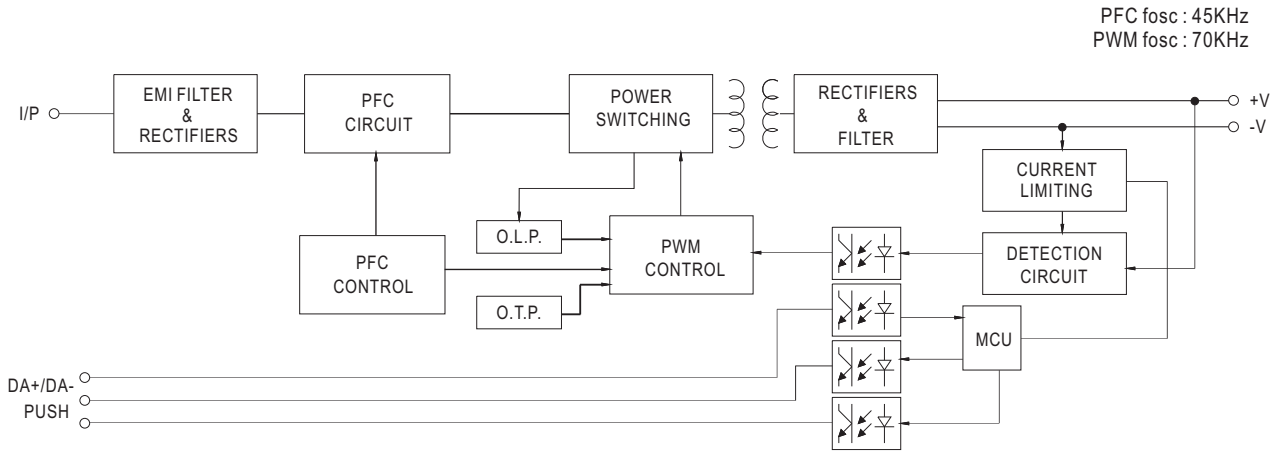 PFC fosc : 45KHz
PWM fosc : 70KHz
I/P
EMI FILTER
&
RECTIFIERS
PFC
CIRCUIT
POWER
SWITCHING
RECTIFIERS
&
FILTER
+V
-V
CURRENT
LIMITING
O.L.P.
PFC
CONTROL
PWM
CONTROL
DETECTION
CIRCUIT
O.T.P.
MCU
DA+/DA-
PUSH